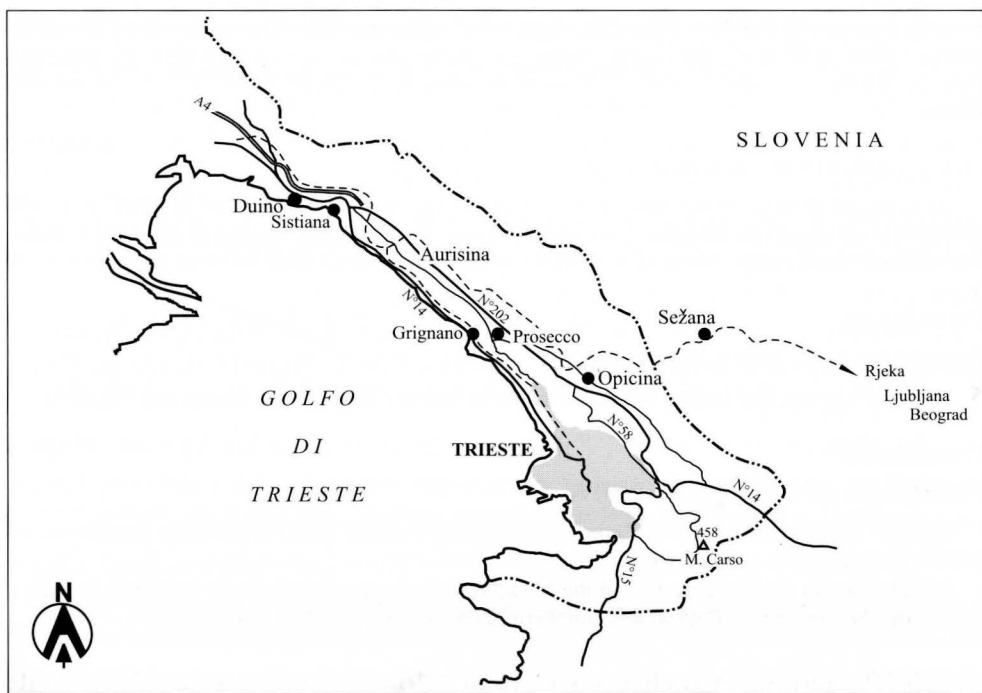 A4
SLOVENIA
Duino
Sistiana
Aurisina
N°14
N°202
Sežana
Grignano
Prosecco
Opicina
Rjeka
Ljubljana
Beograd
GOLFO
DI
TRIESTE
N°58
TRIESTE
N°14
458
M. Carso
N°15
N